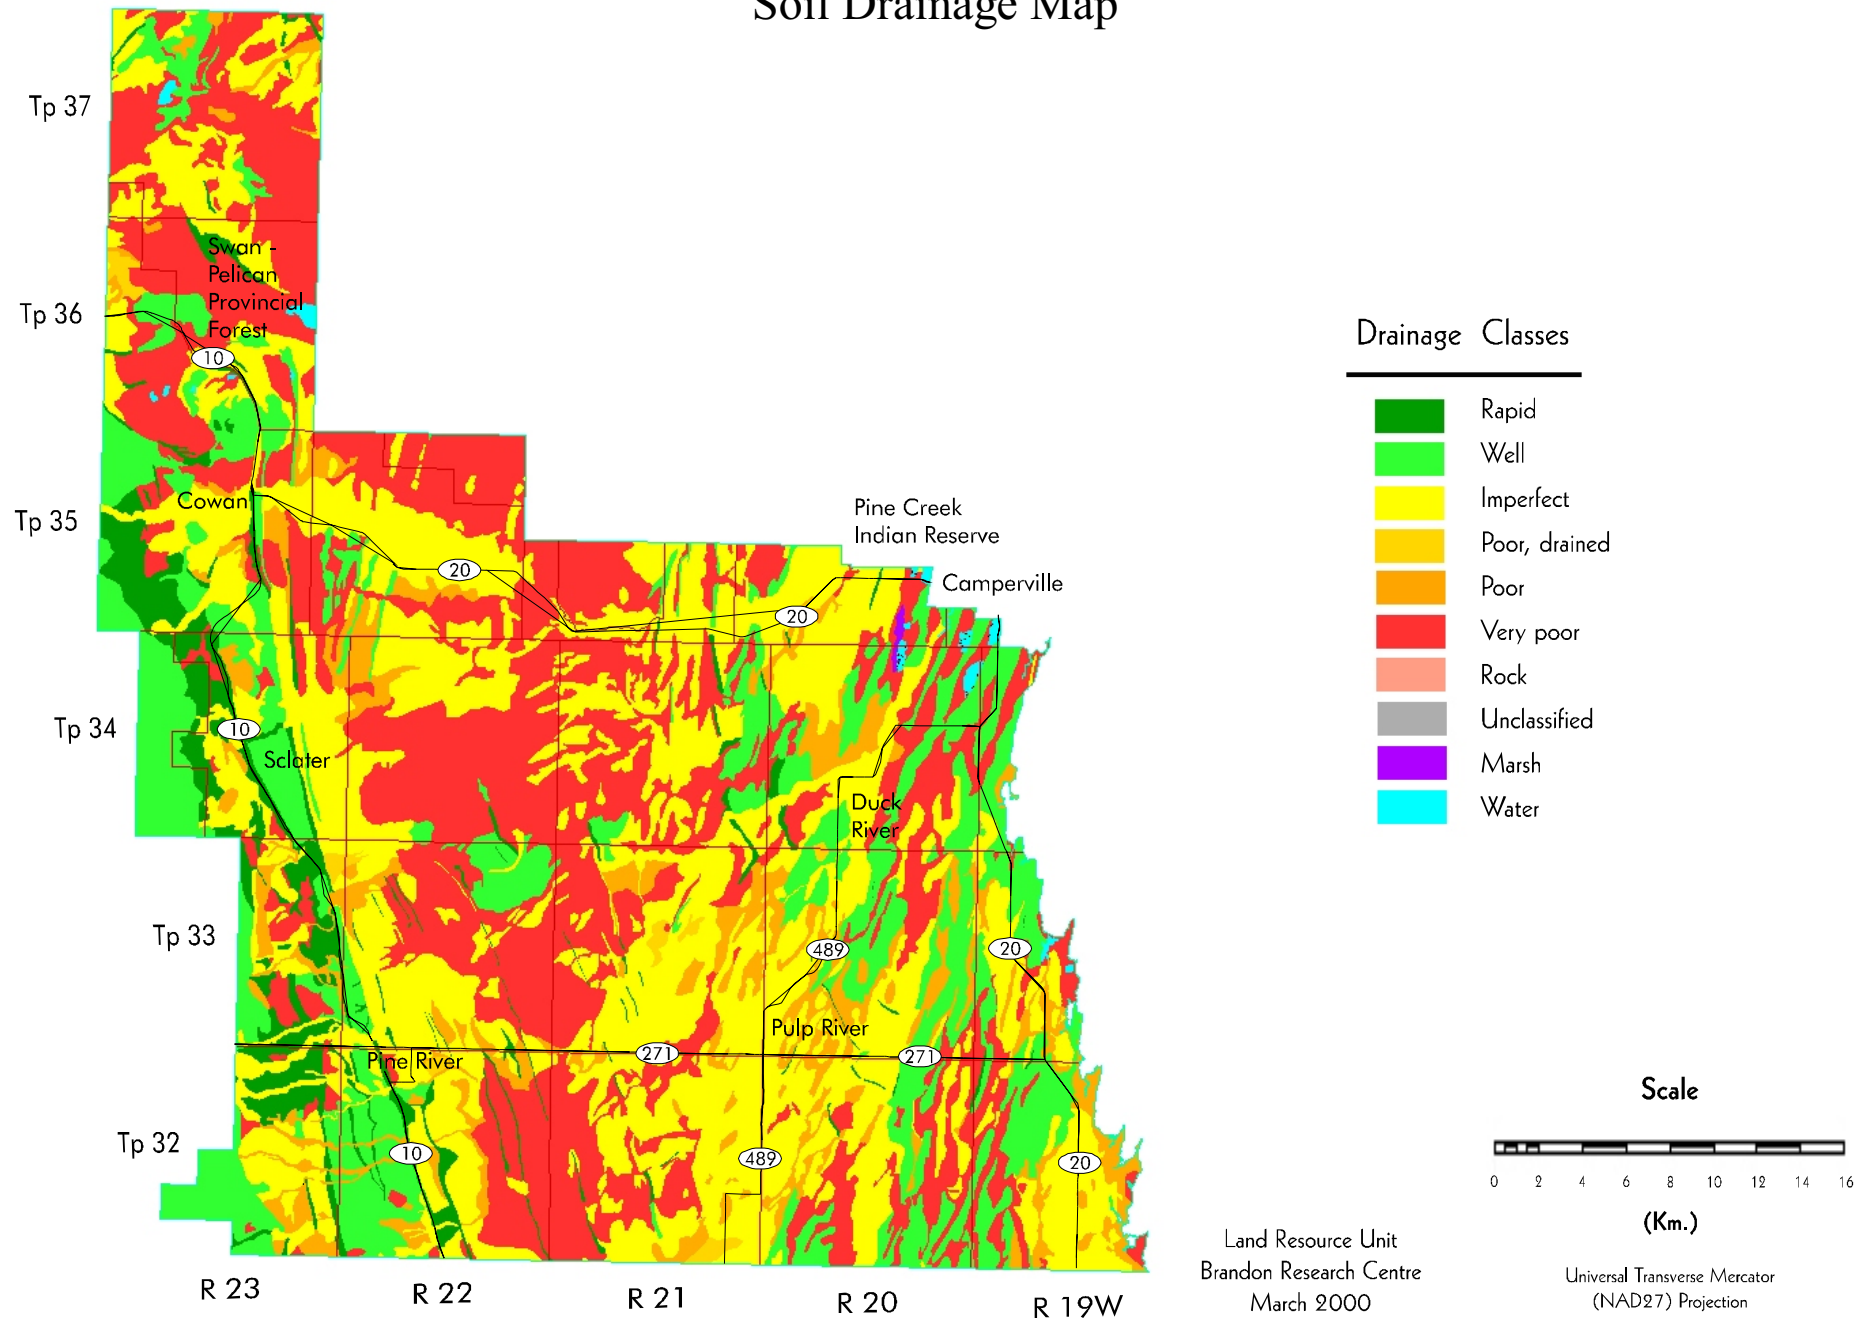 Soil Drainage Map
Tp 37
Swan -
Pelican
Provincial
Forest
Tp 36
10
Cowan
Tp 35
20
20
Pine Creek
Indian Reserve
Camperville
Tp 34
10
Sclater
Duck
River
Tp 33
489
20
Pulp River
271
271
Pine River
Tp 32
10
489
20
R 23
R 22
R 21
R 20
R 19W
Drainage Classes
Rapid
Well
Imperfect
Poor, drained
Poor
Very poor
Rock
Unclassified
Marsh
Water
Scale
0 2 4 6 8 10 12 14 16
(Km.)
Land Resource Unit
Brandon Research Centre
March 2000
Universal Transverse Mercator
(NAD27) Projection